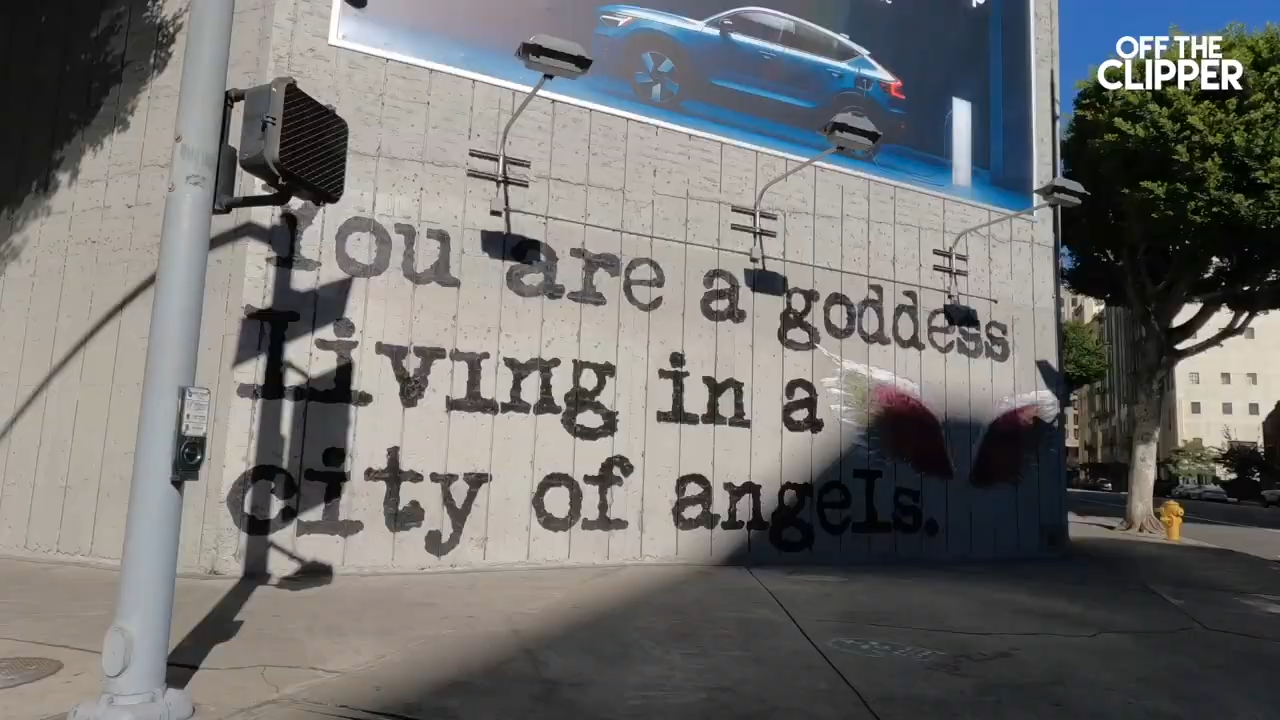 OFF THE
CLIPPER
You are a goddess
Living in a
city of angels.